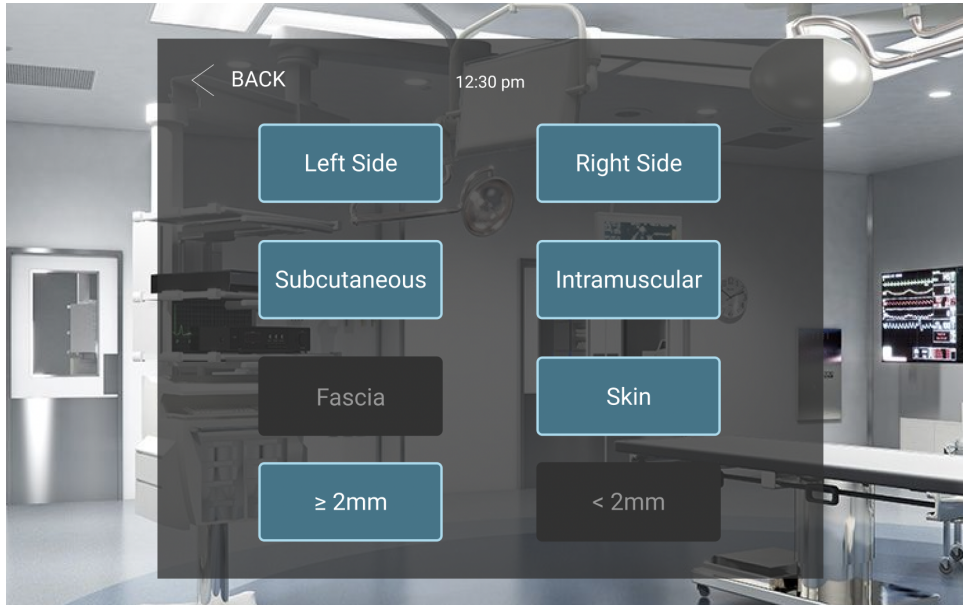 BACK
12:30 pm
Left Side
Right Side
Subcutaneous
Intramuscular
Fascia
Skin
≥ 2mm
< 2mm